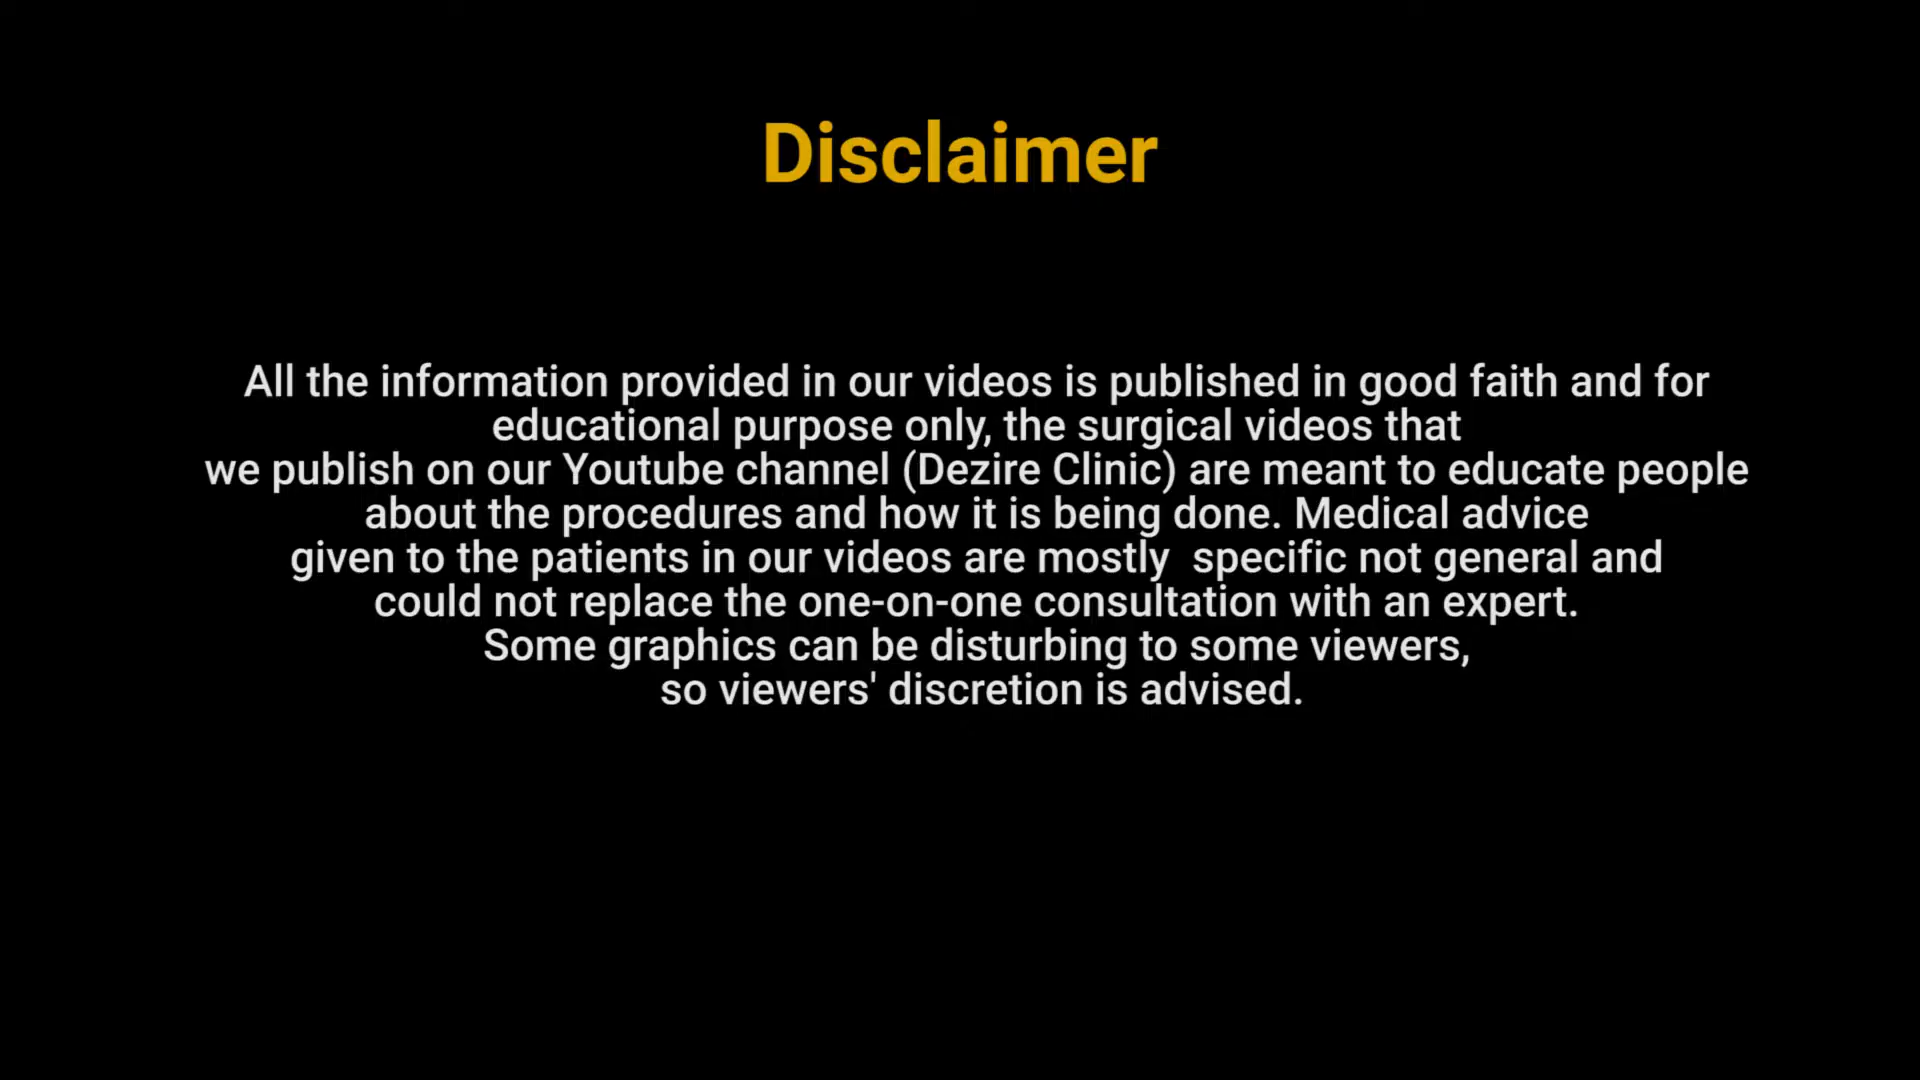 Disclaimer
All the information provided in our videos is published in good faith and for
educational purpose only, the surgical videos that
we publish on our Youtube channel (Dezire Clinic) are meant to educate people
about the procedures and how it is being done. Medical advice
given to the patients in our videos are mostly  specific not general and
could not replace the one-on-one consultation with an expert.
Some graphics can be disturbing to some viewers,
so viewers' discretion is advised.